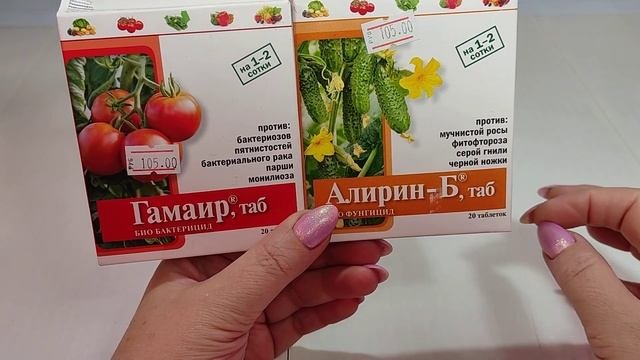 на 1-2
сотки
РУБ 105.00
против:
бактериозов
пятнистостей
бактериального рака
парши
монилиоза
Гамаир®, таб
БИО БАКТЕРИЦИД
20
105.00
на 1-2
сотки
против:
мучнистой росы
фитофтороза
серой гнили
черной ножки
Алирин-Б®, таб
ФУНГИЦИД
20 таблеток